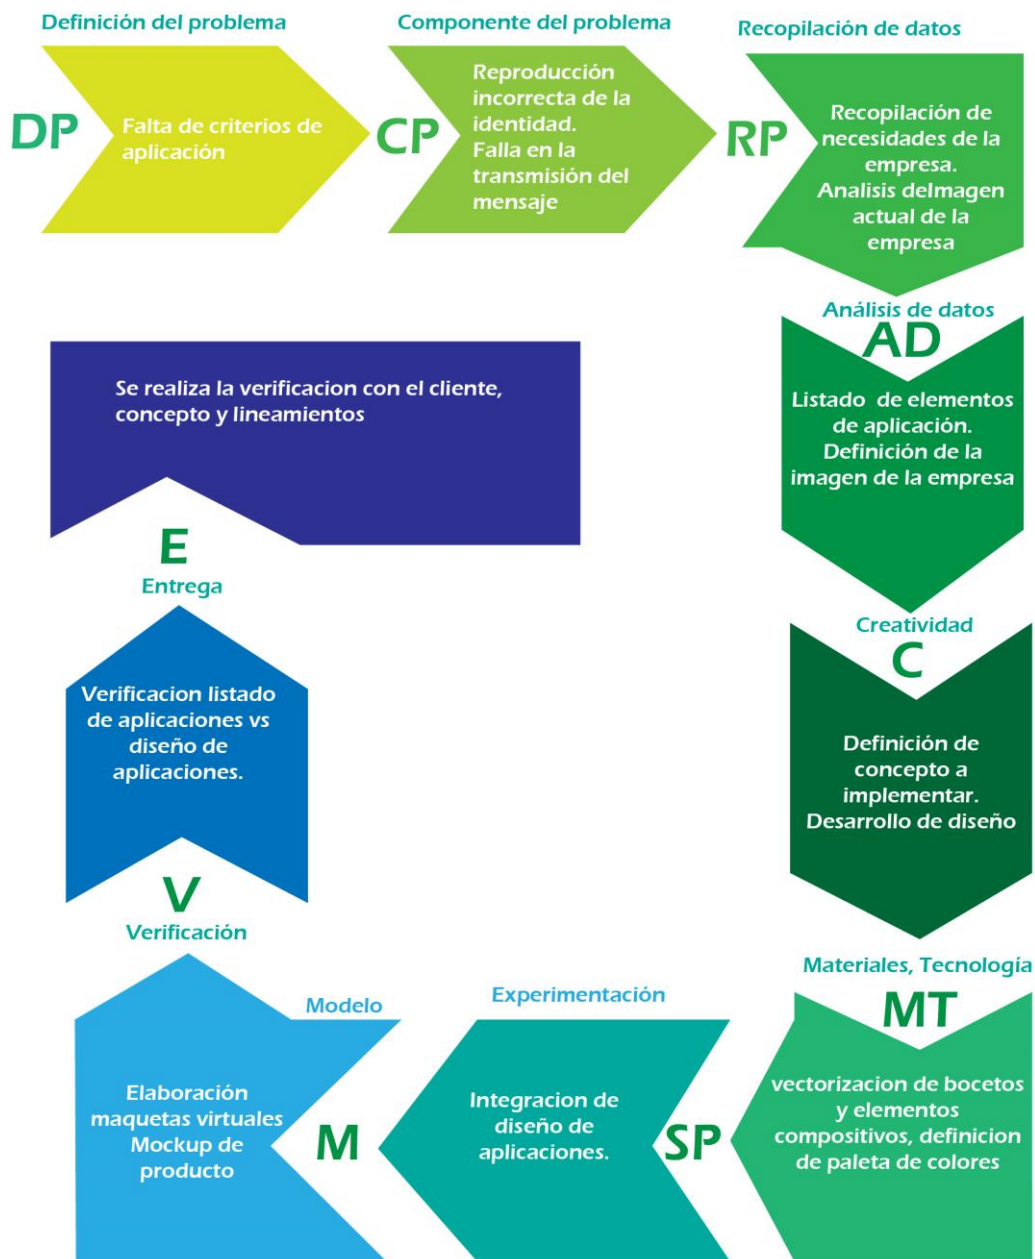 Definición del problema
DP
Falta de criterios de
aplicación
Componente del problema
CP
Reproducción
incorrecta de la
identidad.
Falla en la
transmisión del
mensaje
Recopilación de datos
RP
Recopilación de
necesidades de la
empresa.
Analisis deImagen
actual de la
empresa
Análisis de datos
AD
Listado de elementos
de aplicación.
Definición de la
imagen de la empresa
Creatividad
C
Definición de
concepto a
implementar.
Desarrollo de diseño
Materiales, Tecnología
MT
vectorizacion de bocetos
y elementos
compositivos, definicion
de paleta de colores
Experimentación
SP
Integracion de
diseño de
aplicaciones.
Modelo
M
Elaboración
maquetas virtuales
Mockup de
producto
Verificación
V
Verificacion listado
de aplicaciones vs
diseño de
aplicaciones.
Entrega
E
Se realiza la verificacion con el cliente,
concepto y lineamientos